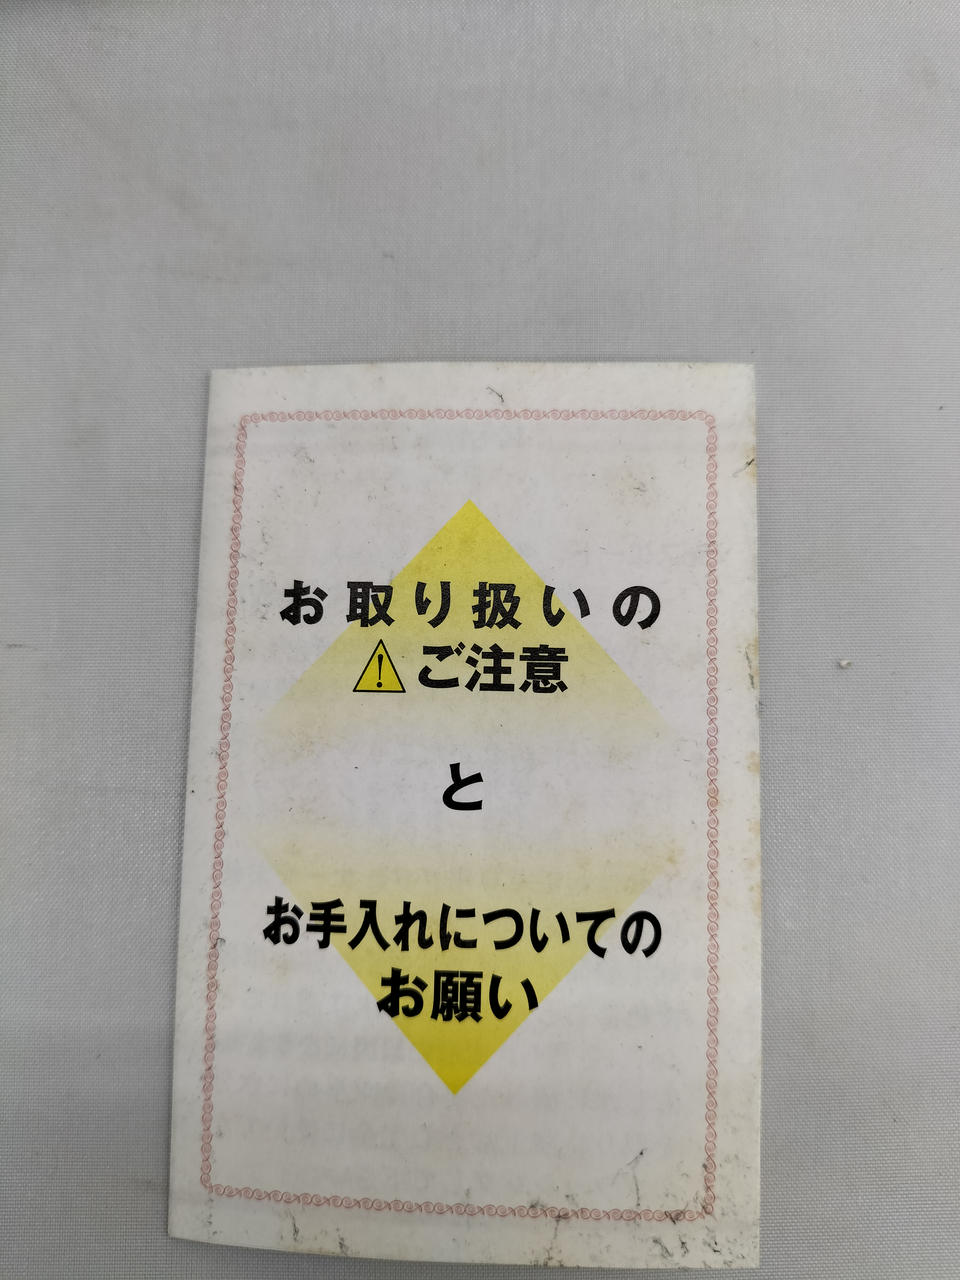 お取り扱いの
⚠ご注意
と
お手入れについての
お願い